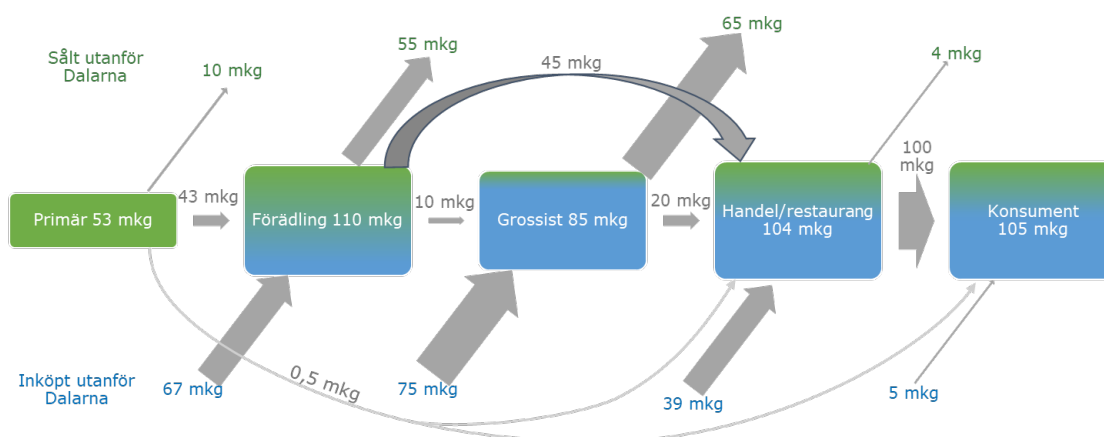 Sålt utanför
Dalarna
10 mkg
55 mkg
45 mkg
65 mkg
4 mkg
Primär 53 mkg
43 mkg
Förädling 110 mkg
10 mkg
Grossist 85 mkg
20 mkg
Handel/restaurang
104 mkg
100
mkg
Konsument
105 mkg
Inköpt utanför
Dalarna
67 mkg
0,5 mkg
75 mkg
39 mkg
5 mkg